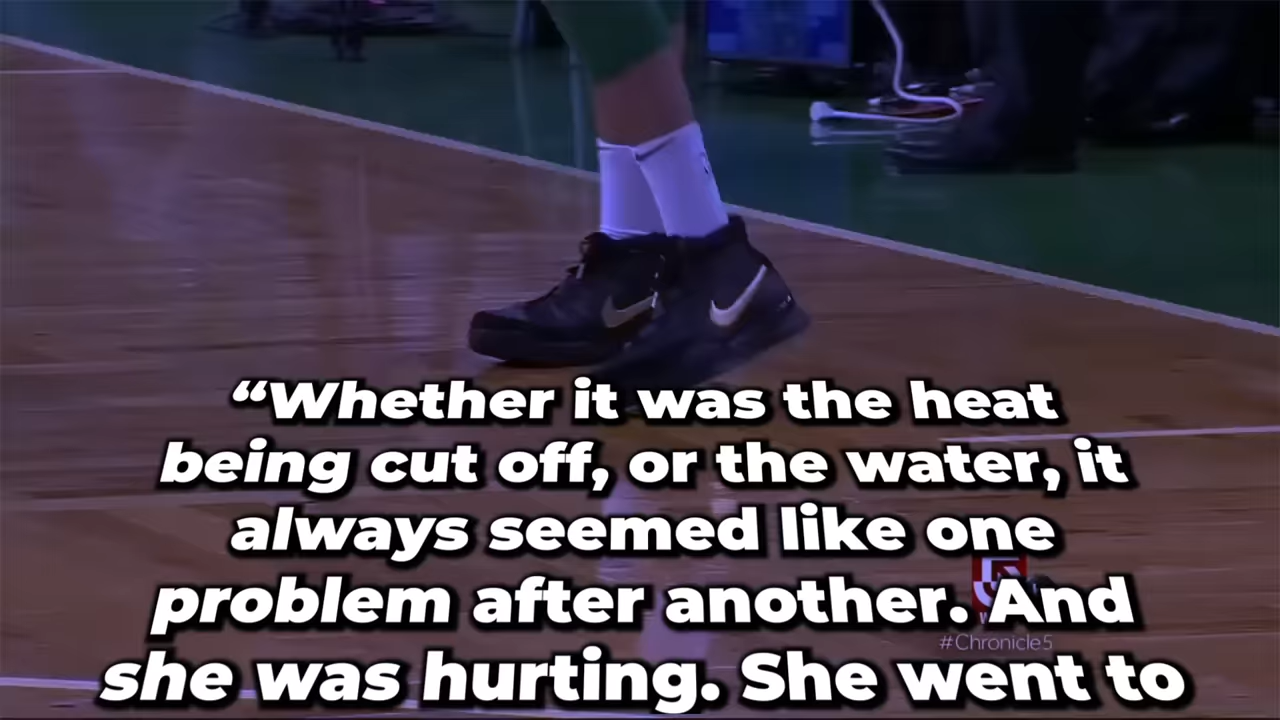 “Whether it was the heat
being cut off, or the water, it
always seemed like one
problem after another. And
#Chronicle5
she was hurting. She went to